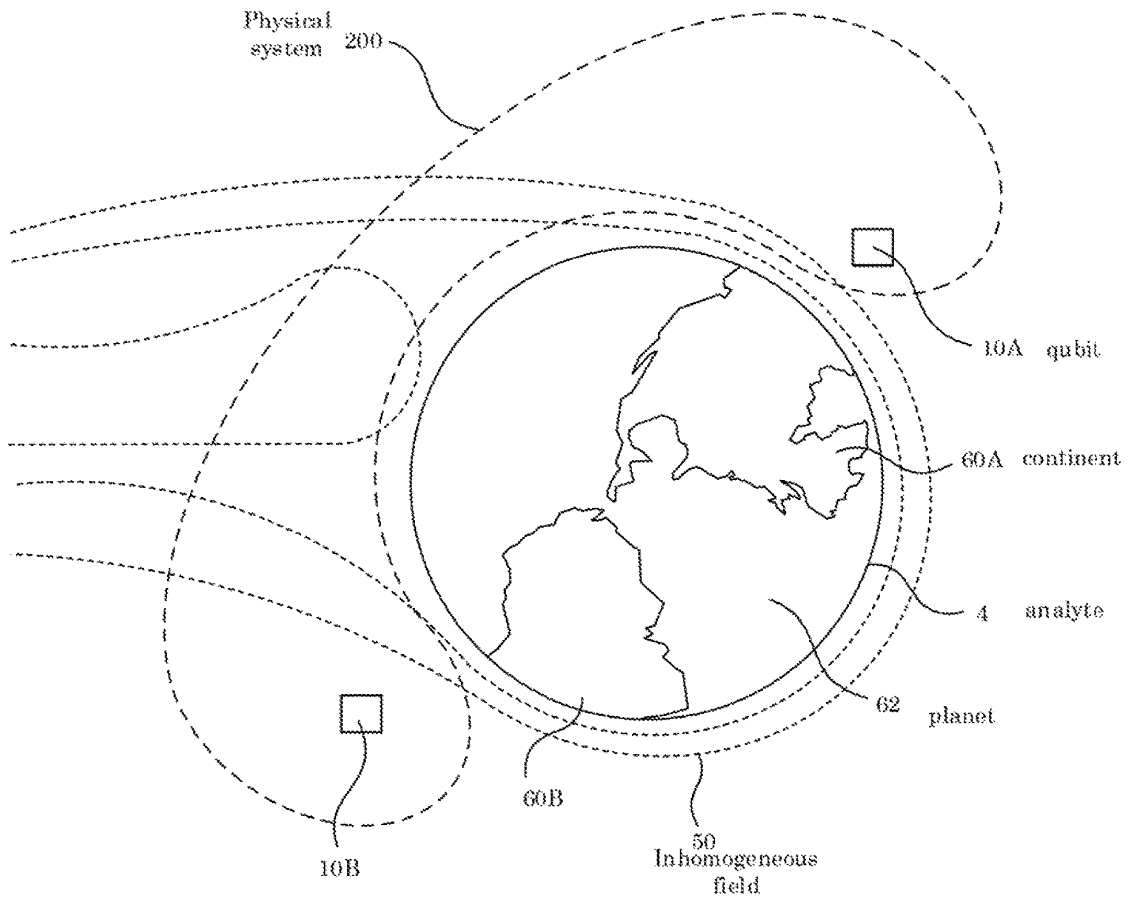 Physical
system 200
10A qubit
60A continent
4 analyte
62 planet
60B
50
Inhomogeneous
field
10B